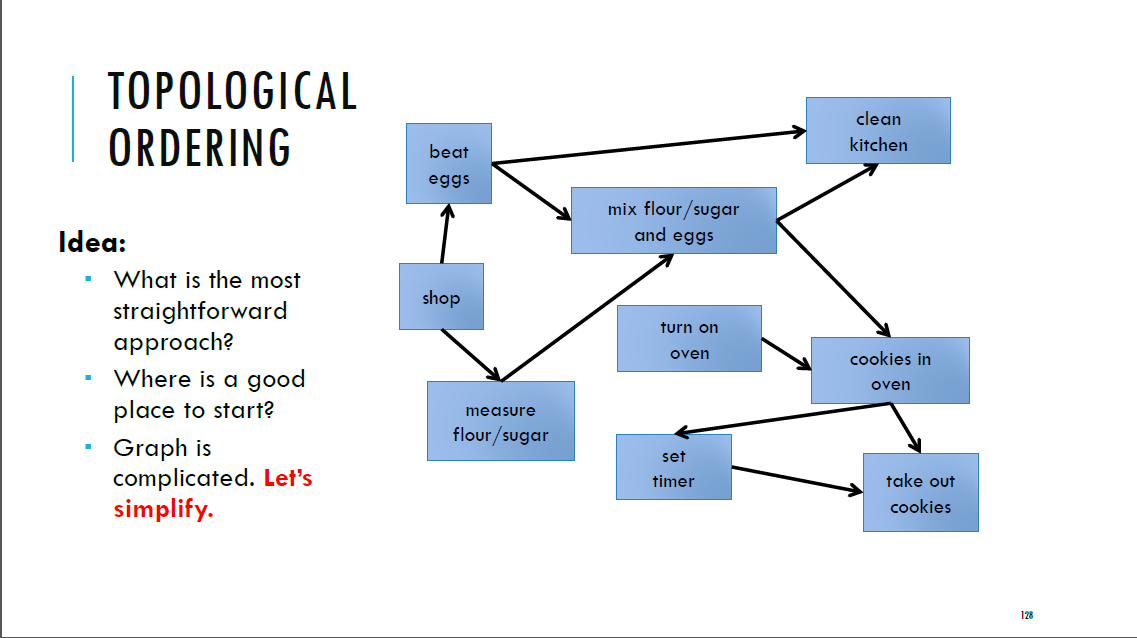 TOPOLOGICAL
ORDERING
Idea:
What is the most
straightforward
approach?
Where is a good
place to start?
Graph is
complicated. Let's
simplify.
beat
eggs
clean
kitchen
mix flour/sugar
and eggs
shop
turn on
oven
cookies in
oven
measure
flour/sugar
set
timer
take out
cookies
128